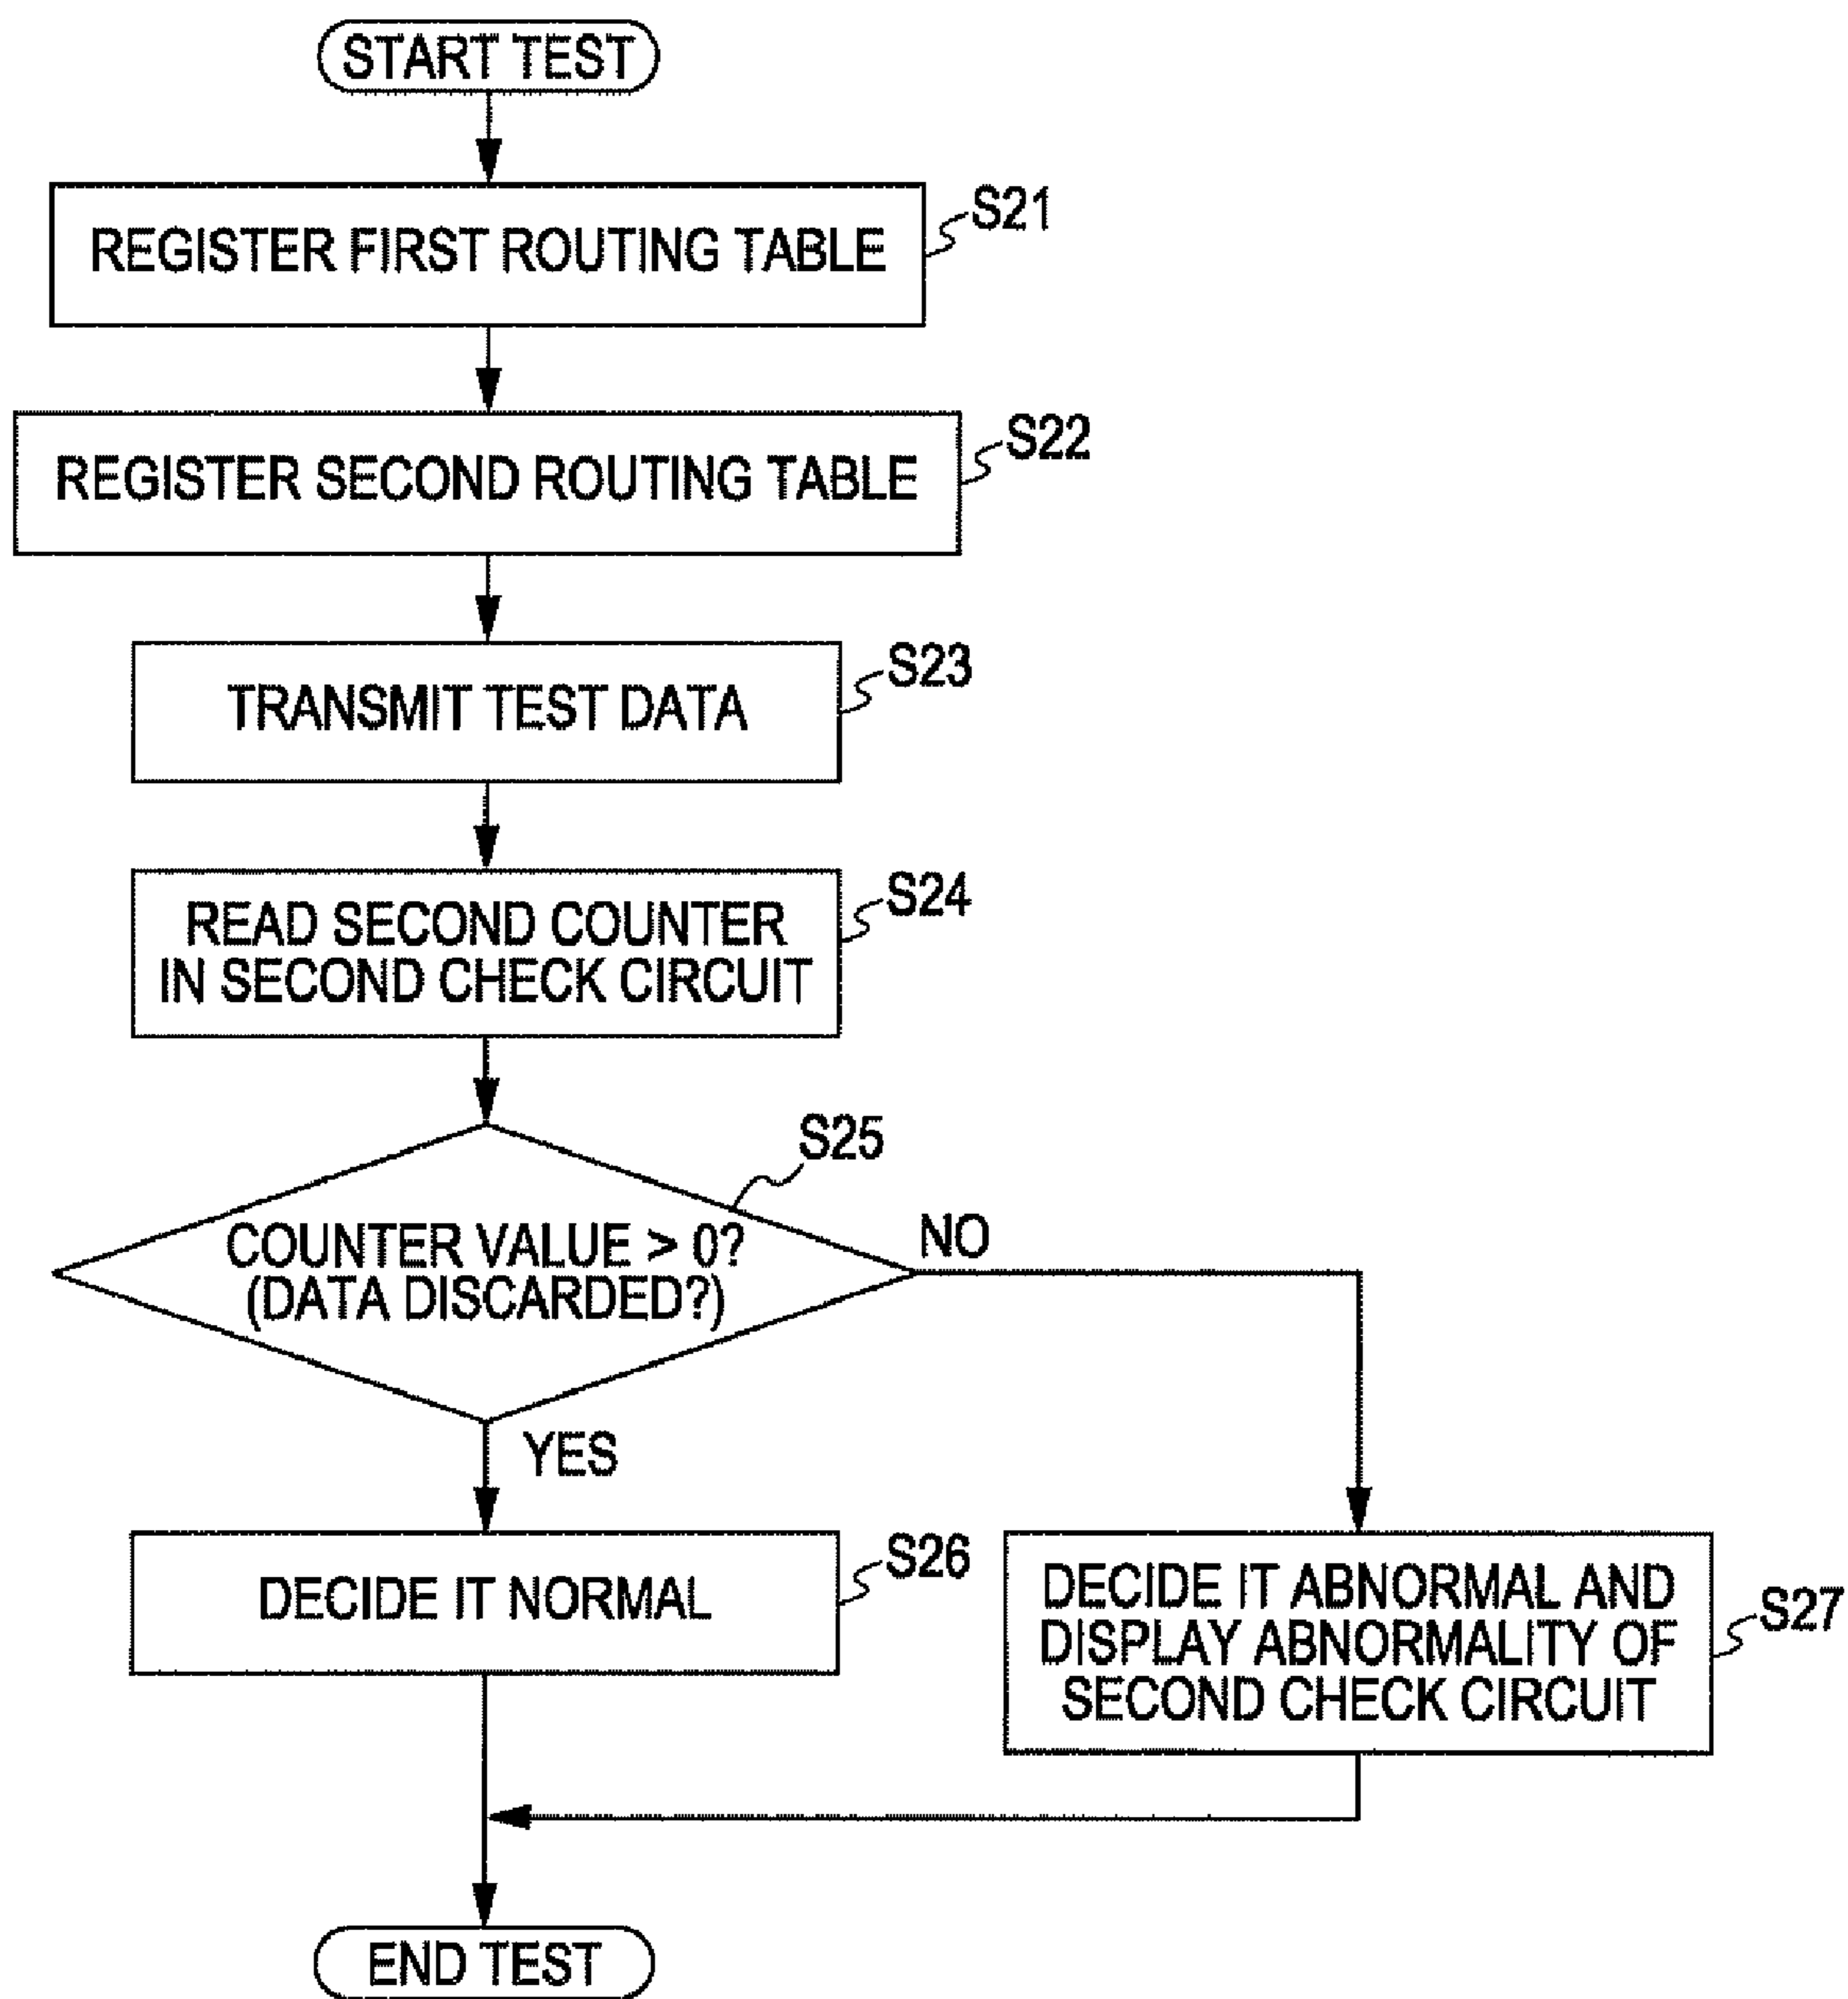 START TEST
REGISTER FIRST ROUTING TABLE
S21
REGISTER SECOND ROUTING TABLE
S22
TRANSMIT TEST DATA
S23
READ SECOND COUNTER
IN SECOND CHECK CIRCUIT
S24
COUNTER VALUE > 0?
(DATA DISCARDED?)
S25
NO
YES
DECIDE IT NORMAL
S26
DECIDE IT ABNORMAL AND
DISPLAY ABNORMALITY OF
SECOND CHECK CIRCUIT
S27
END TEST